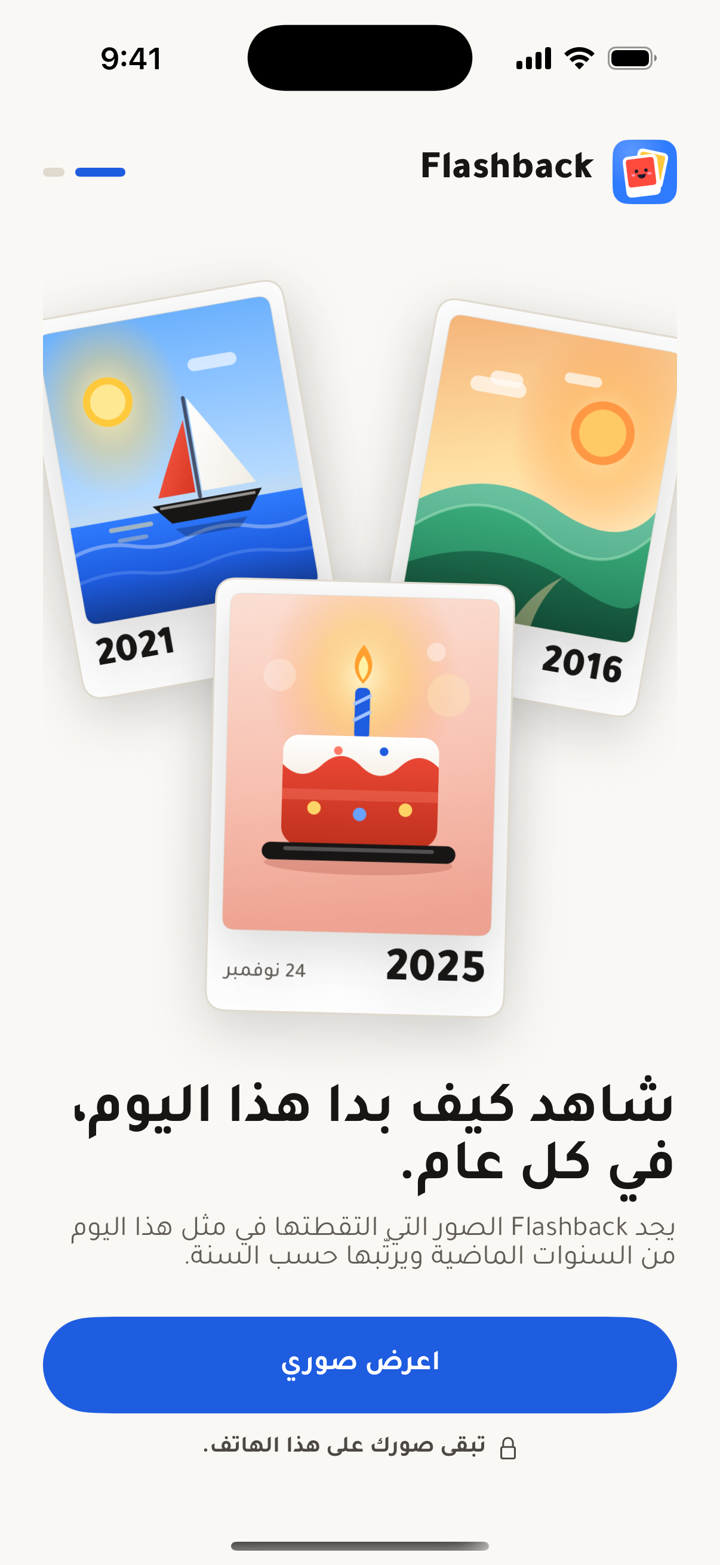 9:41
Flashback
2016
2021
2025
24 نوفمبر
شاهد كيف بدا هذا اليوم،
في كل عام.
يجد Flashback الصور التي التقطتها في مثل هذا اليوم
من السنوات الماضية ويرتّبها حسب السنة.
اعرض صوري
تبقى صورك على هذا الهاتف.